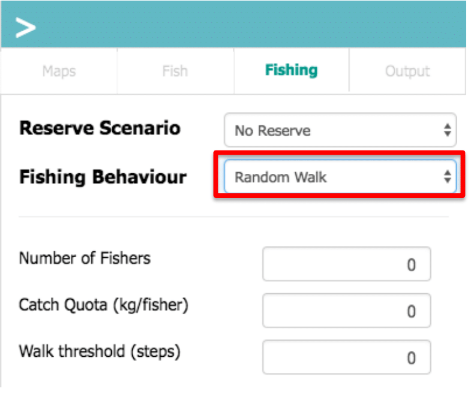 >
Maps Fish Fishing Output
Reserve Scenario No Reserve
Fishing Behaviour Random Walk
Number of Fishers 0
Catch Quota (kg/fisher) 0
Walk threshold (steps) 0